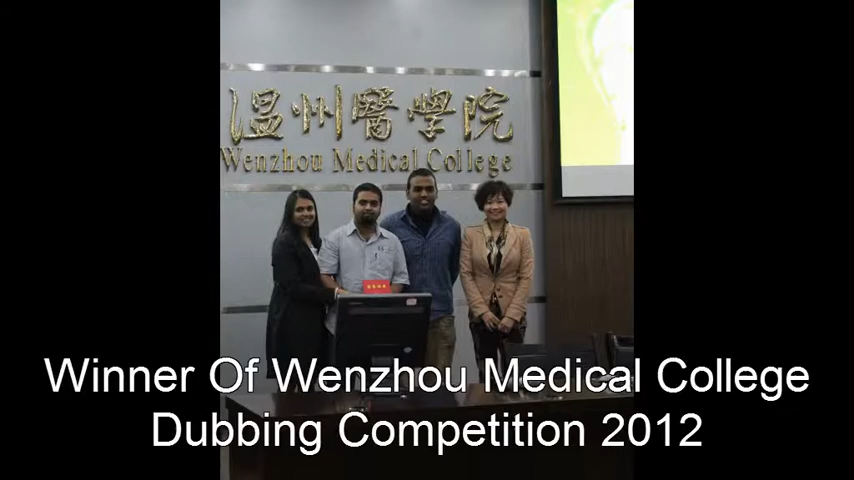 温州醫學院
Wenzhou Medical College
Winner Of Wenzhou Medical College
Dubbing Competition 2012